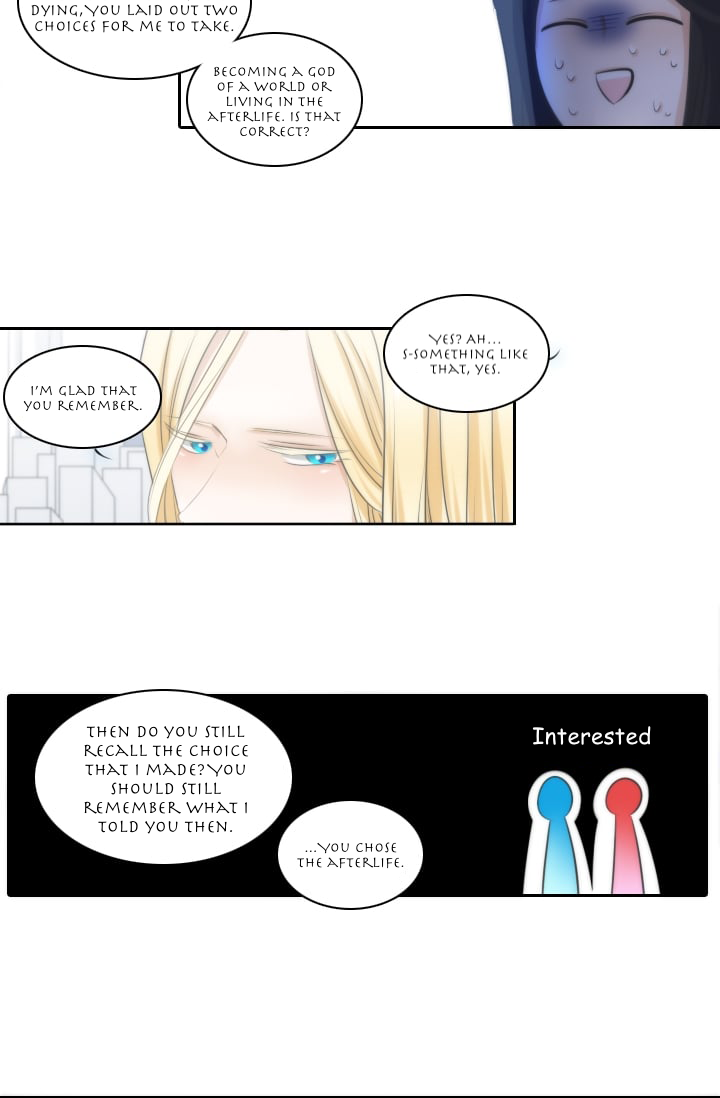 DYING, YOU LAID OUT TWO
CHOICES FOR ME TO TAKE.
BECOMING A GOD
OF A WORLD OR
LIVING IN THE
AFTERLIFE. IS THAT
CORRECT?
YES? AH...
S-SOMETHING LIKE
THAT, YES.
I'M GLAD THAT
YOU REMEMBER.
THEN DO YOU STILL
RECALL THE CHOICE
THAT I MADE? YOU
SHOULD STILL
REMEMBER WHAT I
TOLD YOU THEN.
Interested
...YOU CHOSE
THE AFTERLIFE.